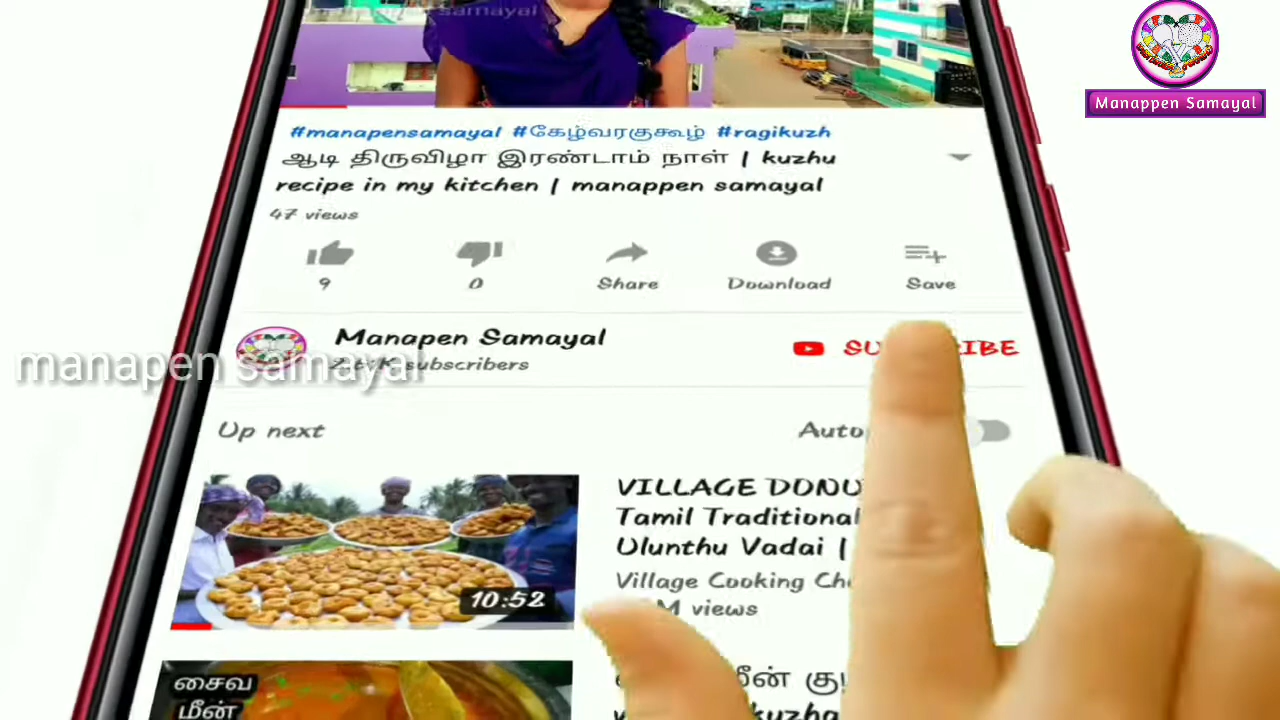 Manappen Samayal
#manapensamayal #கேழ்வரகுகூழ் #ragikuzh
ஆடி திருவிழா இரண்டாம் நாள் | kuzhu
recipe in my kitchen | manappen samayal
47 views
9
0
Share
Download
Save
Manapen Samayal
subscribers
manapen samayal
Up next
VILLAGE
Tamil Traditional
Ulunthu Vadai |
Village Cooking
views
10:52
சைவ
மீன்